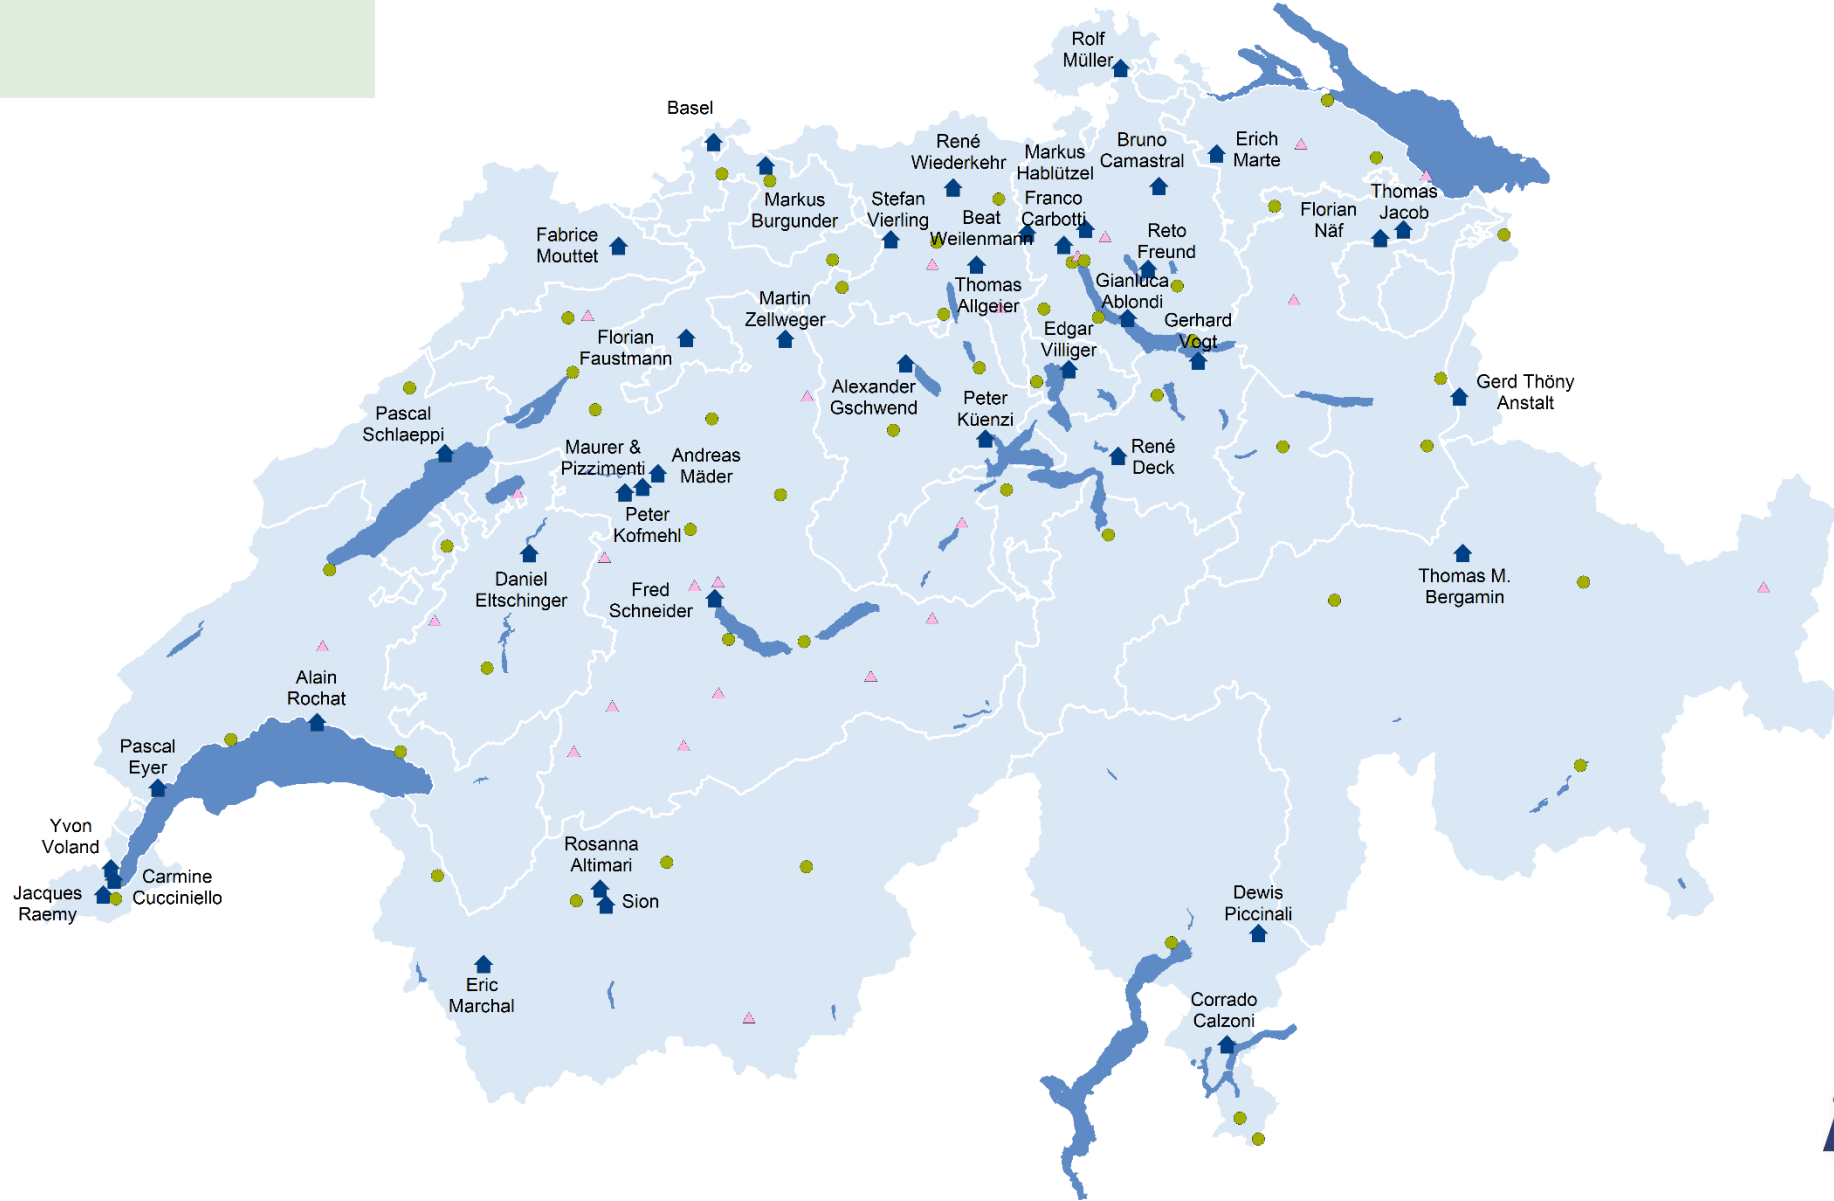 Rolf
Müller
Basel
René
Wiederkehr
Markus
Hablützel
Bruno
Camastral
Erich
Marte
Markus
Burgunder
Stefan
Vierling
Beat
Weilenmann
Franco
Carbotti
Thomas
Jacob
Florian
Näf
Fabrice
Mouttet
Reto
Freund
Thomas
Allgeier
Gianluca
Ablondi
Martin
Zellweger
Gerhard
Vogt
Florian
Faustmann
Edgar
Villiger
Alexander
Gschwend
Peter
Küenzi
Gerd Thöny
Anstalt
Pascal
Schlaeppi
Maurer &
Pizzimenti
Andreas
Mäder
René
Deck
Peter
Kofmehl
Daniel
Eltschinger
Fred
Schneider
Thomas M.
Bergamin
Alain
Rochat
Pascal
Eyer
Yvon
Voland
Carmine
Cucciniello
Jacques
Raemy
Rosanna
Altimari
Sion
Dewis
Piccinali
Eric
Marchal
Corrado
Calzoni